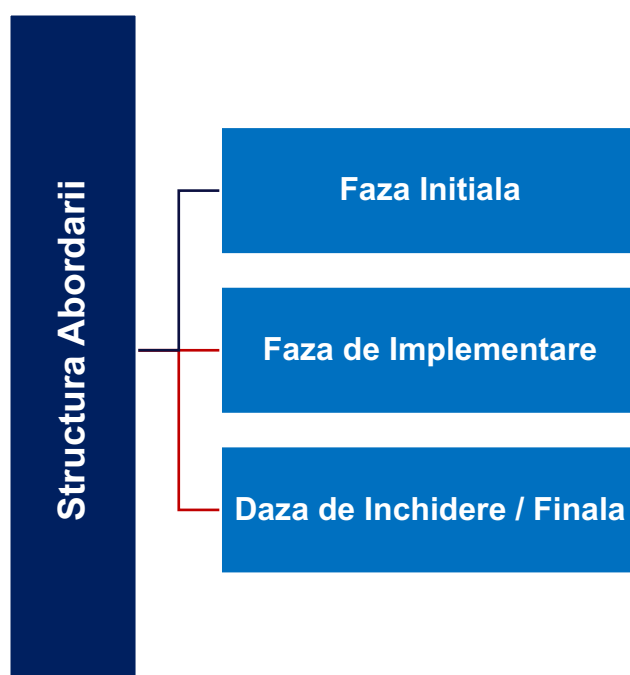 Structura Abordarii
Faza Initiala
Faza de Implementare
Daza de Inchidere / Finala